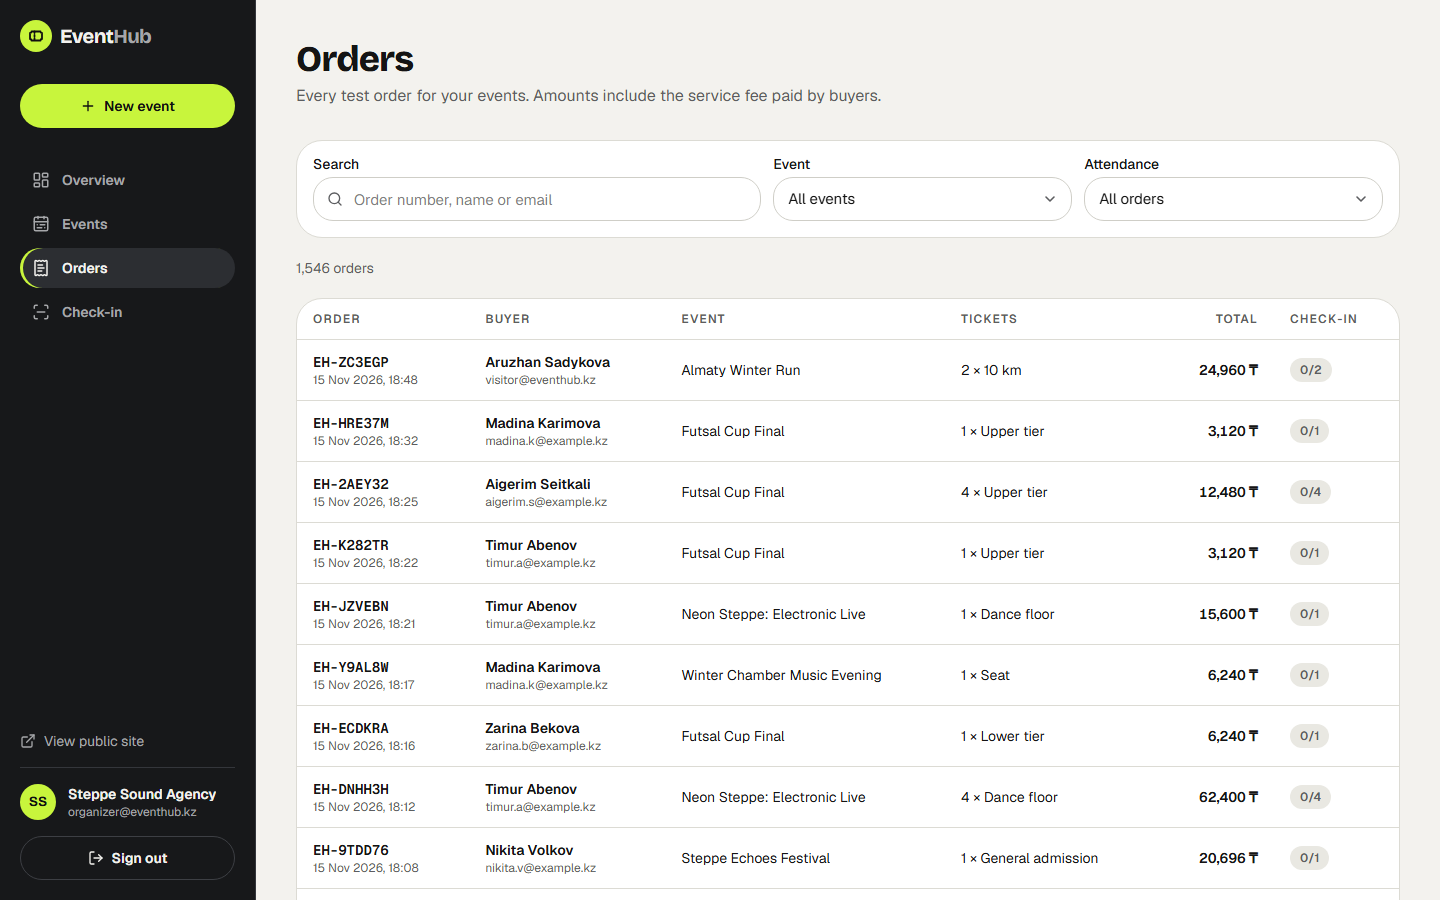 EventHub
New event
Overview
Events
Orders
Check-in
View public site
SS
Steppe Sound Agency
organizer@eventhub.kz
Sign out
Orders
Every test order for your events. Amounts include the service fee paid by buyers.
Search Event Attendance
Order number, name or email All events All orders
1,546 orders
ORDER BUYER EVENT TICKETS TOTAL CHECK-IN
EH-ZC3EGP Aruzhan Sadykova Almaty Winter Run 2 × 10 km 24,960 ₸ 0/2
15 Nov 2026, 18:48 visitor@eventhub.kz
EH-HRE37M Madina Karimova Futsal Cup Final 1 × Upper tier 3,120 ₸ 0/1
15 Nov 2026, 18:32 madina.k@example.kz
EH-2AEY32 Aigerim Seitkali Futsal Cup Final 4 × Upper tier 12,480 ₸ 0/4
15 Nov 2026, 18:25 aigerim.s@example.kz
EH-K282TR Timur Abenov Futsal Cup Final 1 × Upper tier 3,120 ₸ 0/1
15 Nov 2026, 18:22 timur.a@example.kz
EH-JZVEBN Timur Abenov Neon Steppe: Electronic Live 1 × Dance floor 15,600 ₸ 0/1
15 Nov 2026, 18:21 timur.a@example.kz
EH-Y9AL8W Madina Karimova Winter Chamber Music Evening 1 × Seat 6,240 ₸ 0/1
15 Nov 2026, 18:17 madina.k@example.kz
EH-ECDKRA Zarina Bekova Futsal Cup Final 1 × Lower tier 6,240 ₸ 0/1
15 Nov 2026, 18:16 zarina.b@example.kz
EH-DNHH3H Timur Abenov Neon Steppe: Electronic Live 4 × Dance floor 62,400 ₸ 0/4
15 Nov 2026, 18:12 timur.a@example.kz
EH-9TDD76 Nikita Volkov Steppe Echoes Festival 1 × General admission 20,696 ₸ 0/1
15 Nov 2026, 18:08 nikita.v@example.kz